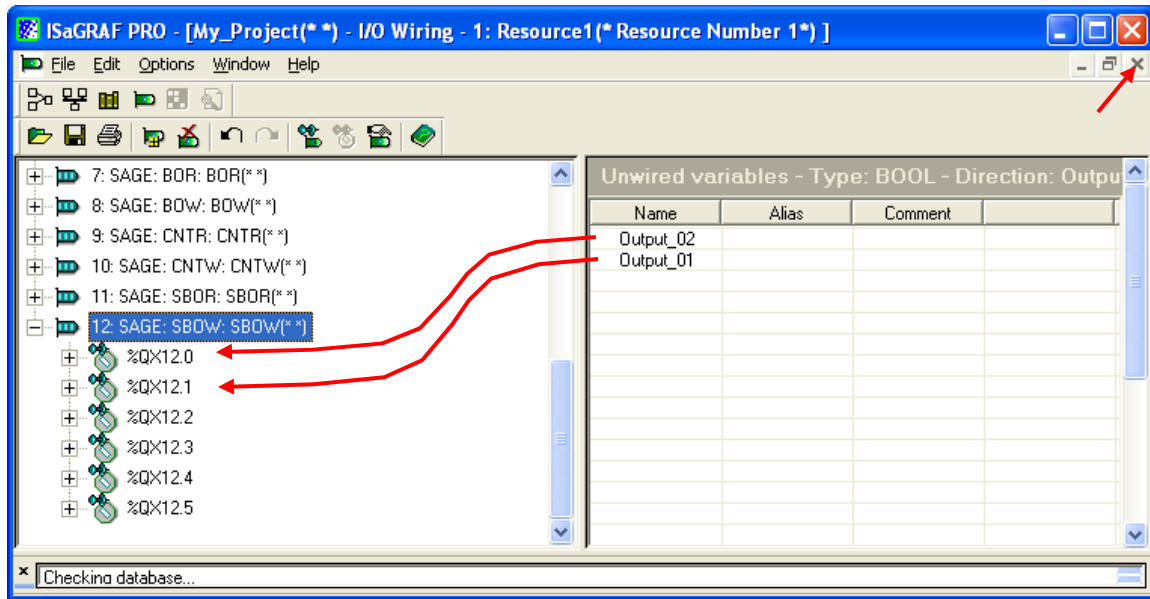 ISaGRAF PRO - [My_Project(* *) - I/O Wiring - 1: Resource1(* Resource Number 1*) ]
File Edit Options Window Help
7: SAGE: BOR: BOR(* *)
8: SAGE: BOW: BOW(* *)
9: SAGE: CNTR: CNTR(* *)
10: SAGE: CNTW: CNTW(* *)
11: SAGE: SBOR: SBOR(* *)
12: SAGE: SBOW: SBOW(* *)
%QX12.0
%QX12.1
%QX12.2
%QX12.3
%QX12.4
%QX12.5
Unwired variables - Type: BOOL - Direction: Outpu
Name Alias Comment
Output_02
Output_01
Checking database...